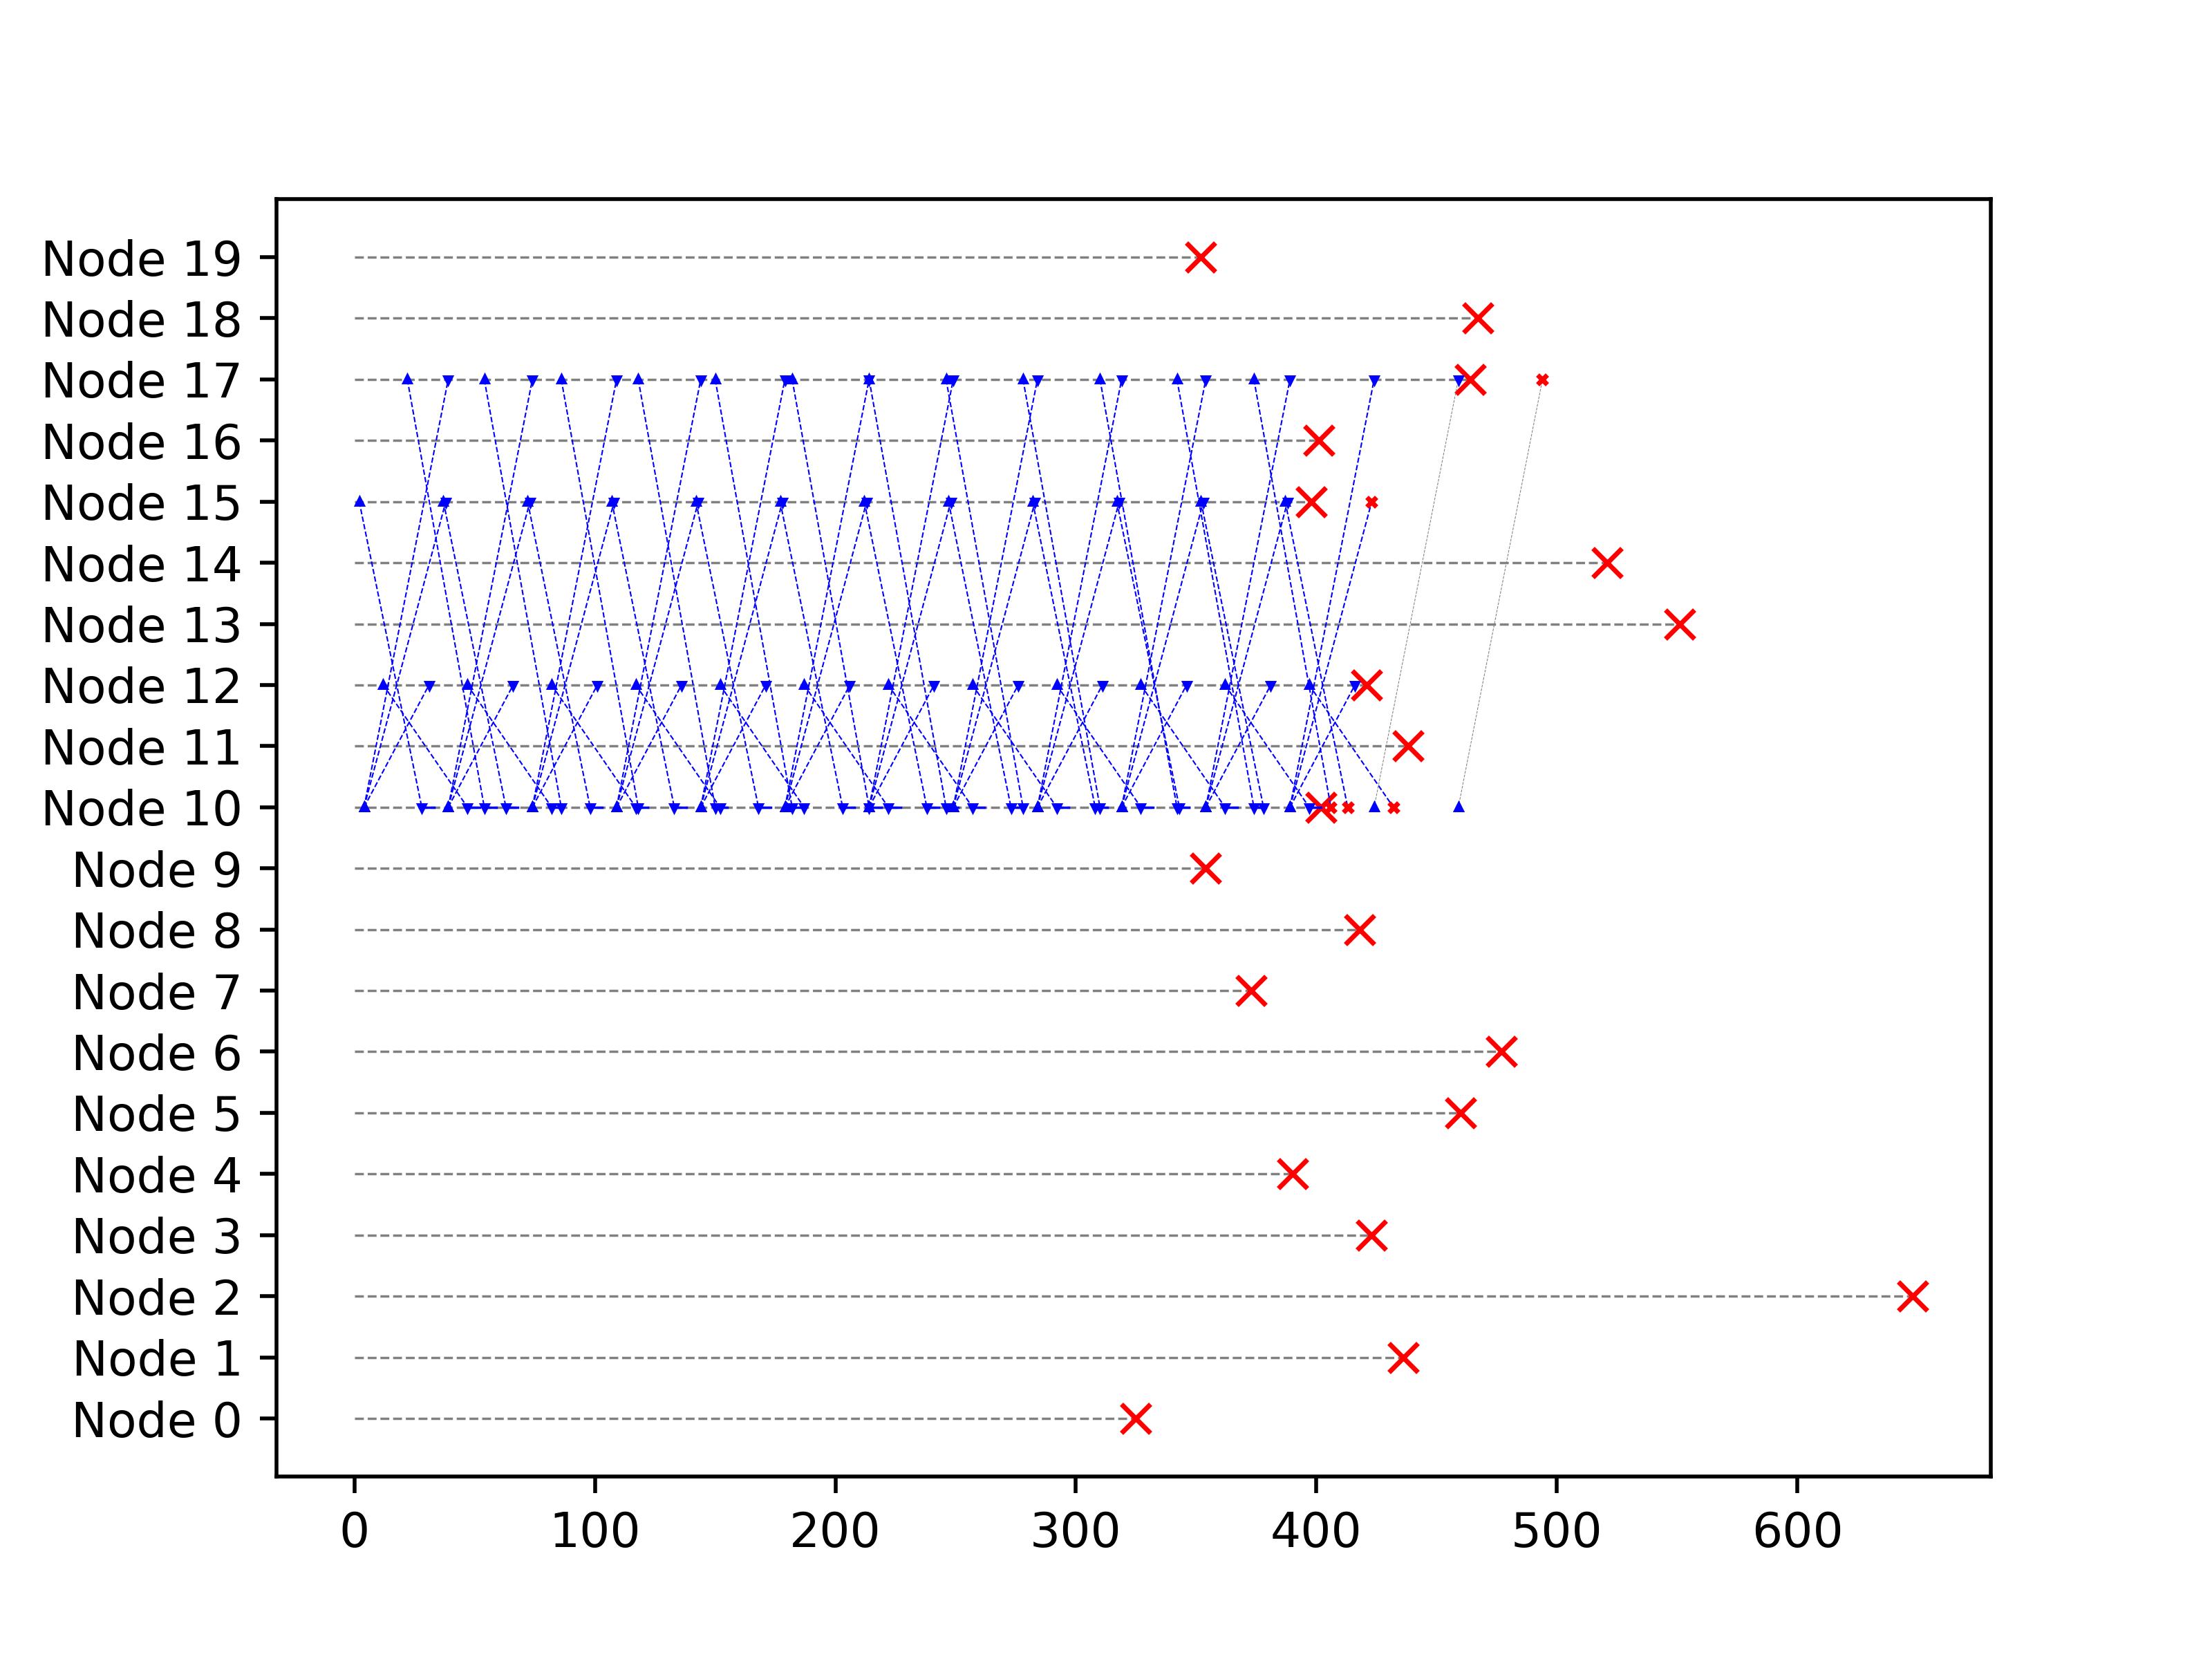 Node 19
Node 18
Node 17
Node 16
Node 15
Node 14
Node 13
Node 12
Node 11
Node 10
Node 9
Node 8
Node 7
Node 6
Node 5
Node 4
Node 3
Node 2
Node 1
Node 0
0 100 200 300 400 500 600